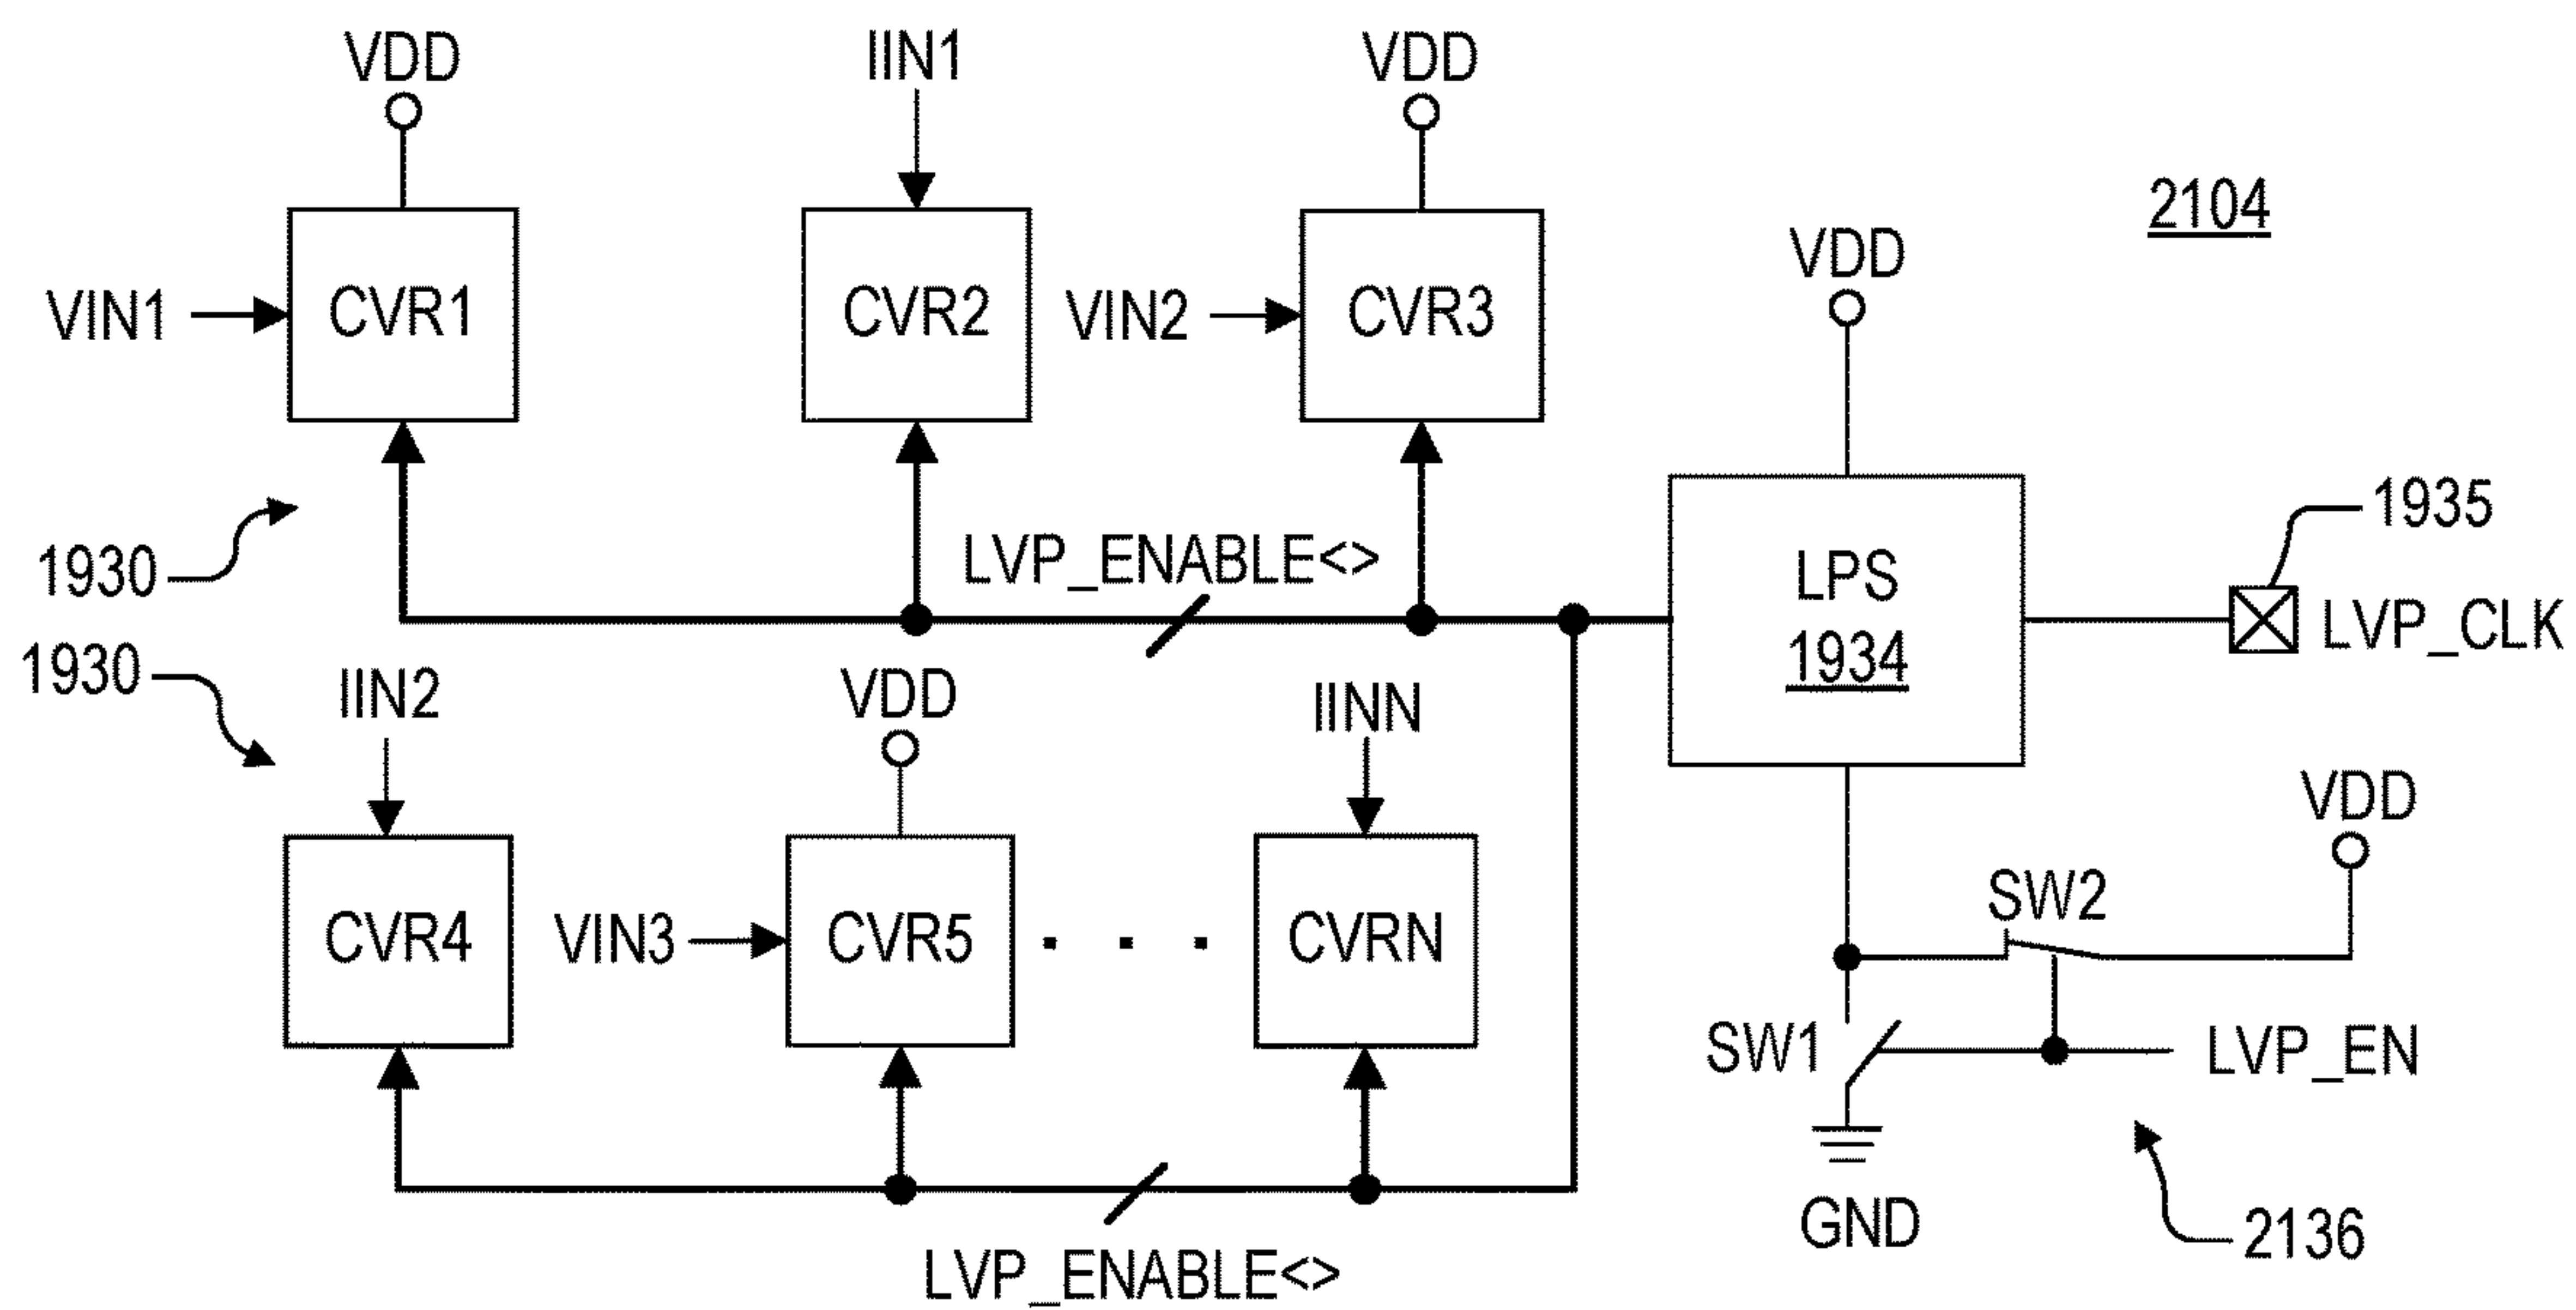 VDD
IIN1
VDD
2104
VDD
VIN1
CVR1
CVR2
VIN2
CVR3
1935
1930
LVP_ENABLE<>
LPS
1934
LVP_CLK
1930
IIN2
VDD
IINN
VDD
SW2
CVR4
VIN3
CVR5
. . .
CVRN
SW1
LVP_EN
GND
2136
LVP_ENABLE<>